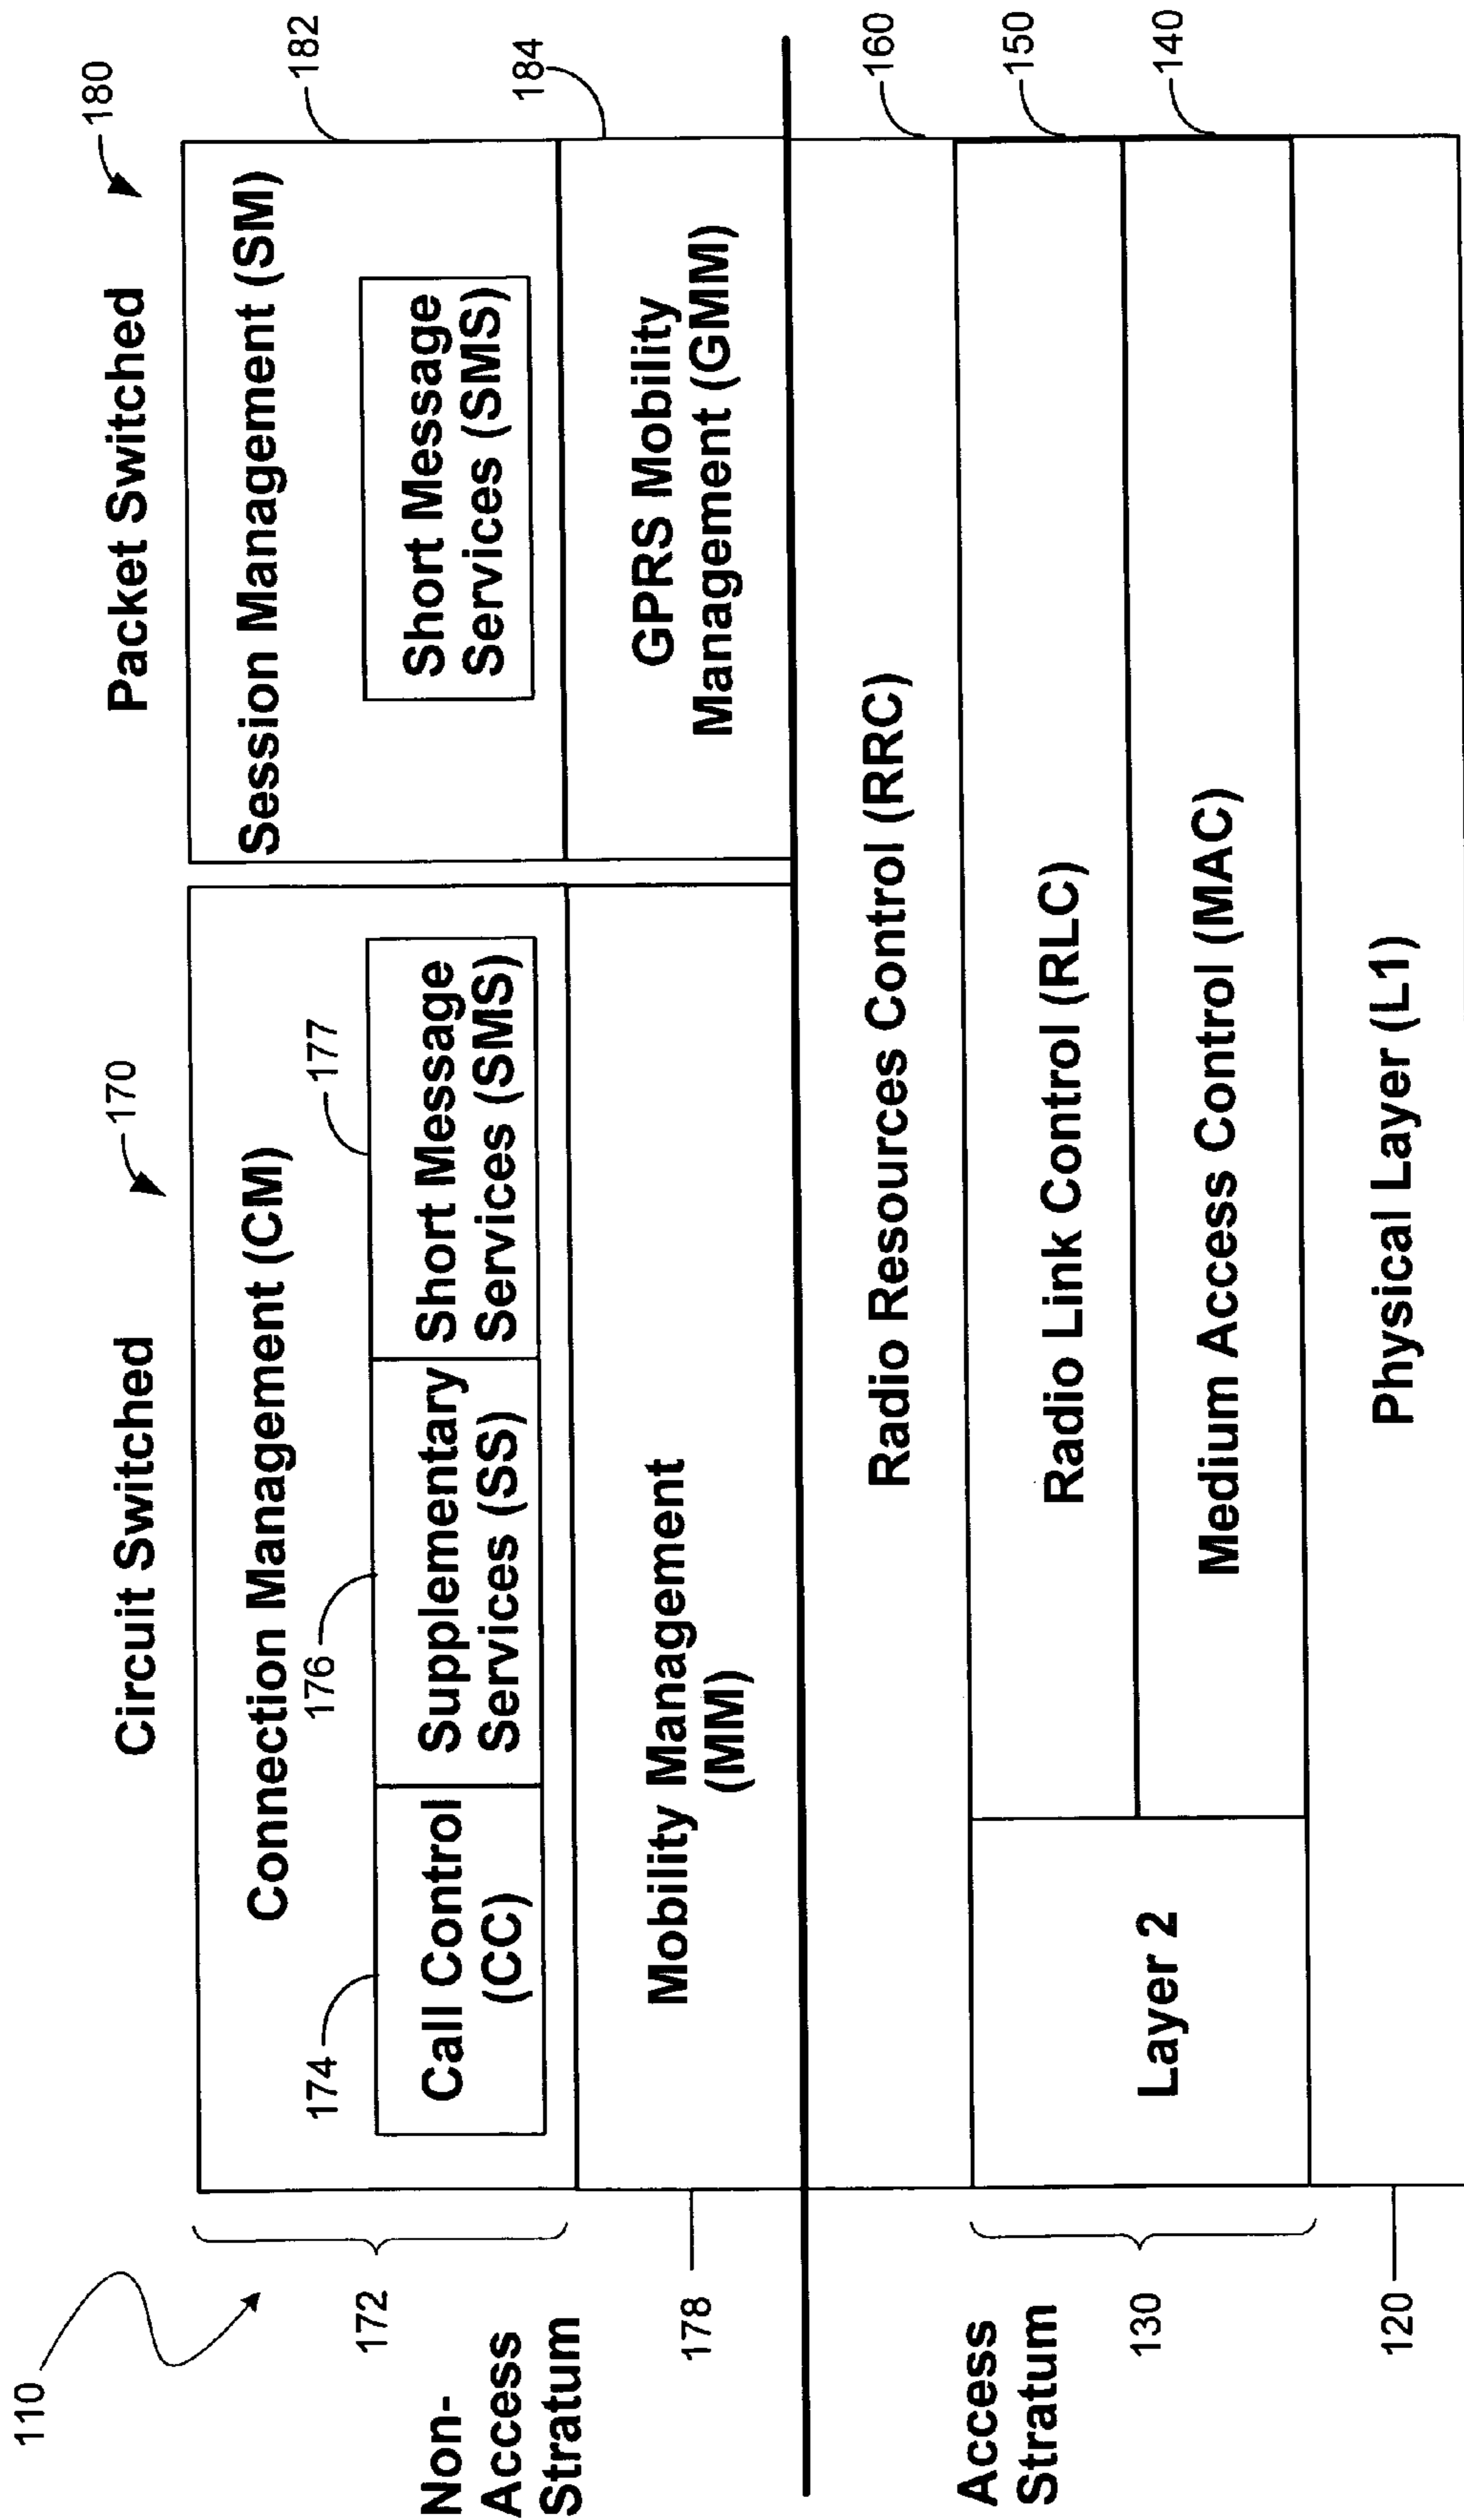 110
Circuit Switched
170
Packet Switched
180
Connection Management (CM)
Session Management (SM)
182
174
176
177
172
Call Control
(CC)
Supplementary
Services (SS)
Short Message
Services (SMS)
Short Message
Services (SMS)
Non-
Access
Stratum
184
178
Mobility Management
(MM)
GPRS Mobility
Management (GMM)
Radio Resources Control (RRC)
160
Access
Stratum
130
Layer 2
Radio Link Control (RLC)
150
Medium Access Control (MAC)
140
120
Physical Layer (L1)